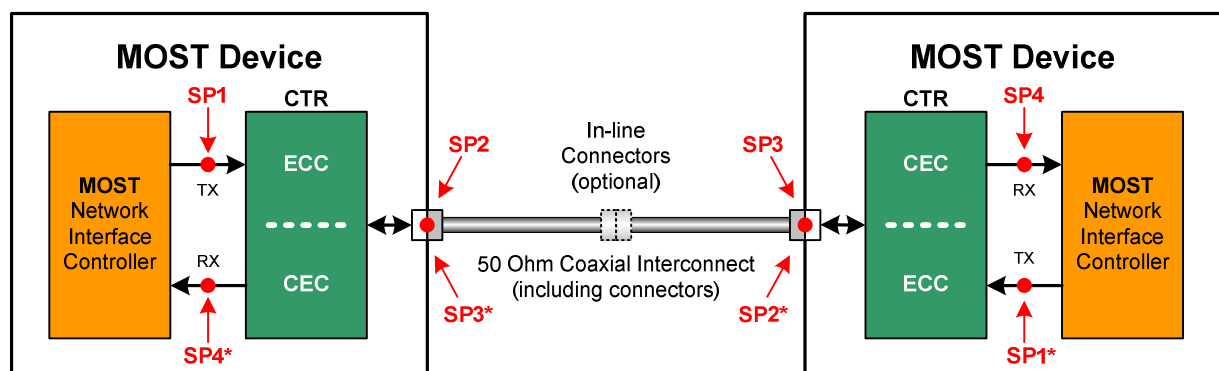 MOST Device
SP1
CTR
MOST
Network
Interface
Controller
TX
ECC
RX
CEC
SP4*
SP2
SP3*
In-line
Connectors
(optional)
50 Ohm Coaxial Interconnect
(including connectors)
SP3
SP2*
MOST Device
CTR
SP4
CEC
RX
ECC
TX
SP1*
MOST
Network
Interface
Controller